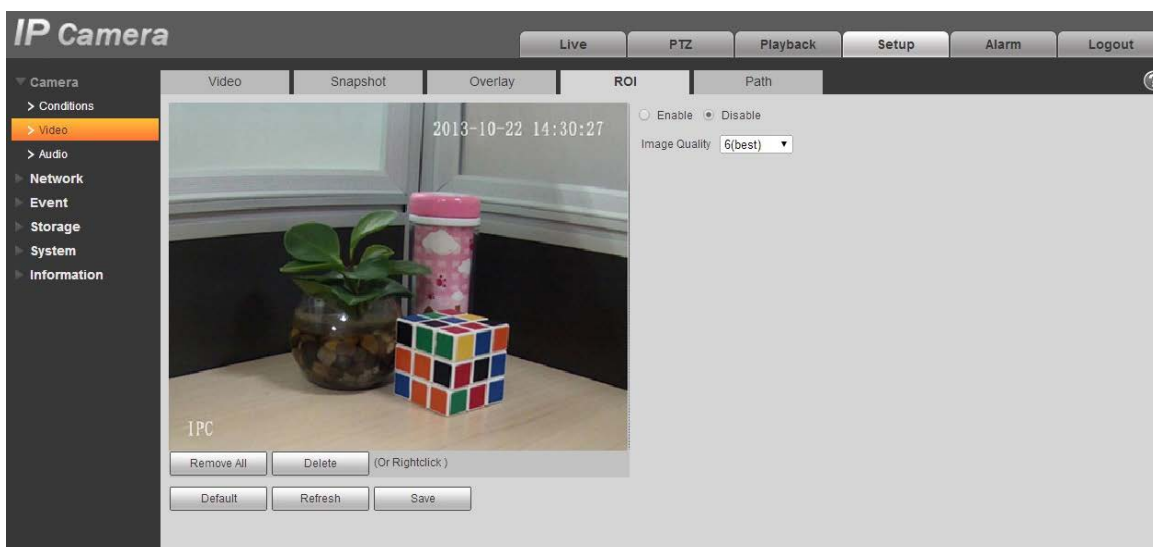 IP Camera
Live PTZ Playback Setup Alarm Logout
Camera
> Conditions
> Video
> Audio
Network
Event
Storage
System
Information
Video Snapshot Overlay ROI Path
2013-10-22 14:30:27
IPC
Enable Disable
Image Quality 6(best)
Remove All Delete (Or Rightclick )
Default Refresh Save